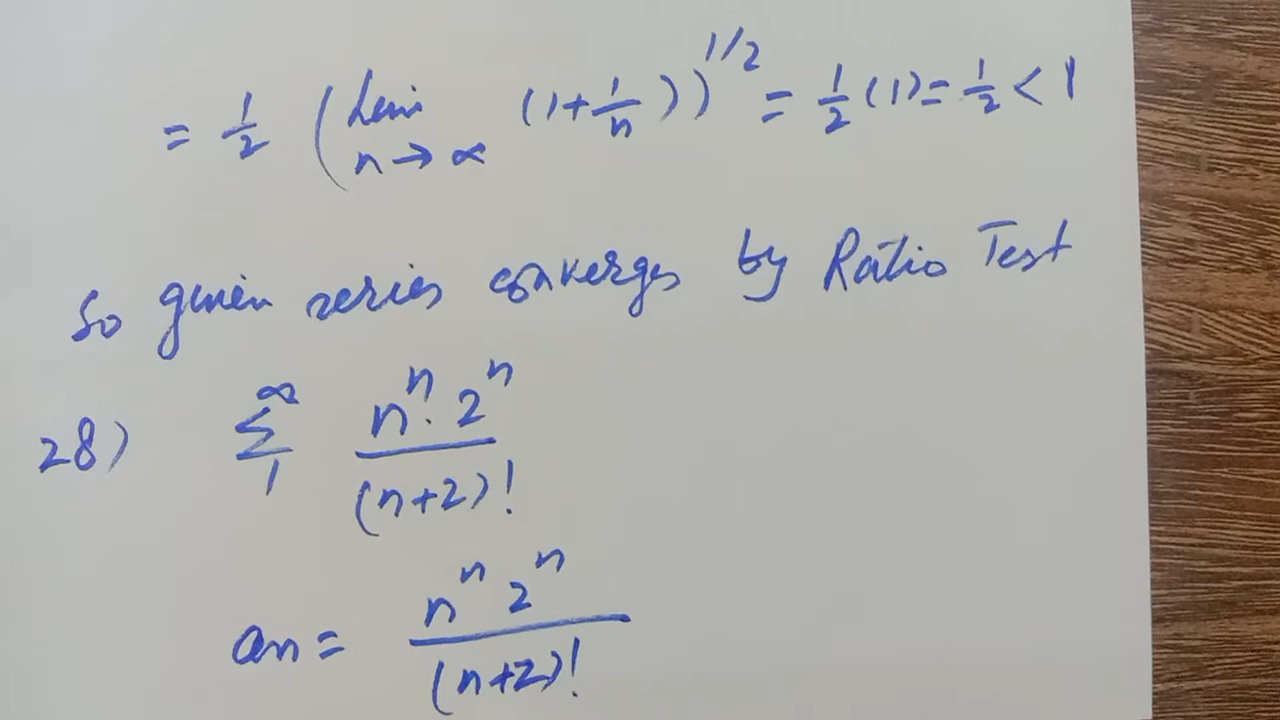 = 1/2 (Lim n→∞ (1+1/n))^1/2 = 1/2 (1) = 1/2 < 1
So given series converges by Ratio Test
28) Σ_1^∞ n^n · 2^n / (n+2)!
an = n^n 2^n / (n+2)!